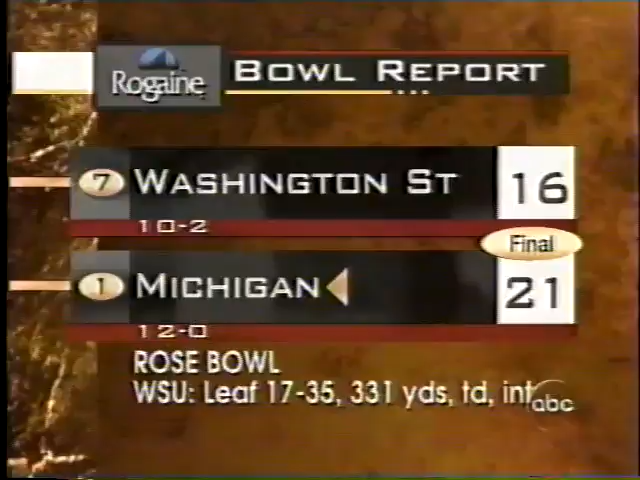 Rogaine BOWL REPORT
7 WASHINGTON ST 16
10-2
Final
1 MICHIGAN 21
12-0
ROSE BOWL
WSU: Leaf 17-35, 331 yds, td, int
abc